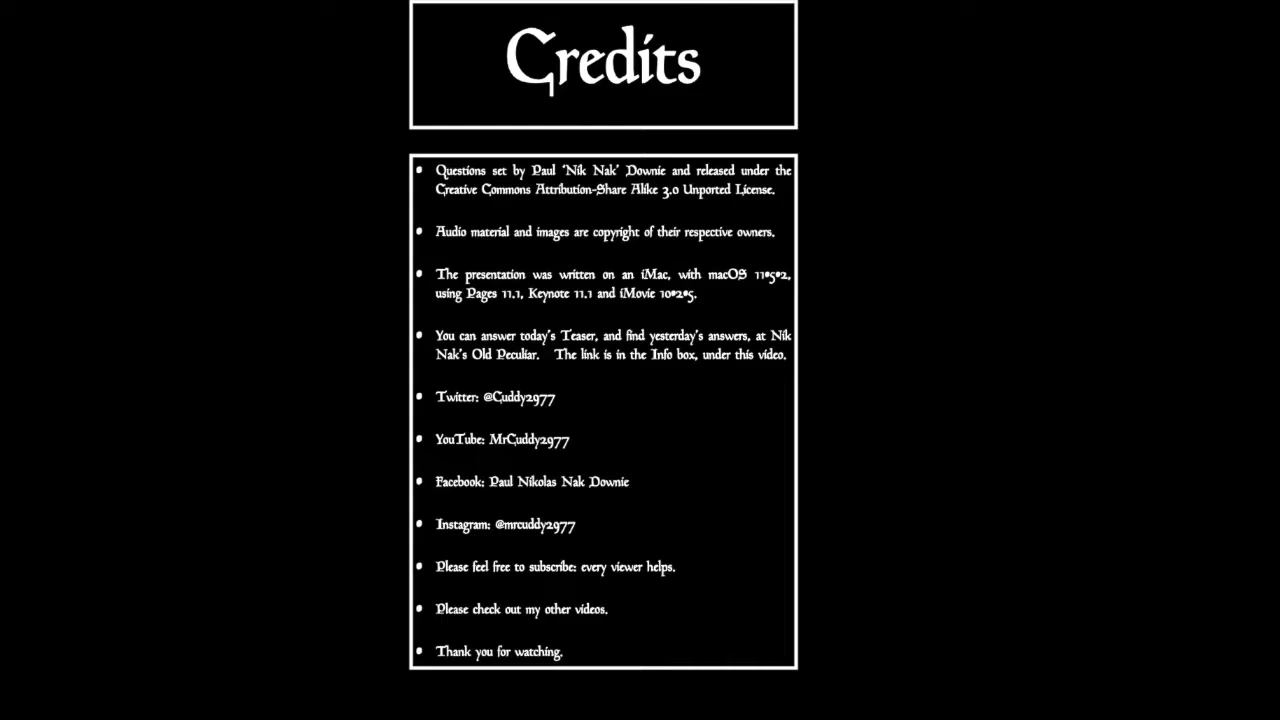 Credits
• Questions set by Paul ‘Nik Nak’ Downie and released under the
Creative Commons Attribution-Share Alike 3.0 Unported License.
• Audio material and images are copyright of their respective owners.
• The presentation was written on an iMac, with macOS 11•5•2,
using Pages 11.1, Keynote 11.1 and iMovie 10•2•5.
• You can answer today’s Teaser, and find yesterday’s answers, at Nik
Nak’s Old Peculiar. The link is in the Info box, under this video.
• Twitter: @Cuddy2977
• YouTube: MrCuddy2977
• Facebook: Paul Nikolas Nak Downie
• Instagram: @mrcuddy2977
• Please feel free to subscribe: every viewer helps.
• Please check out my other videos.
• Thank you for watching.